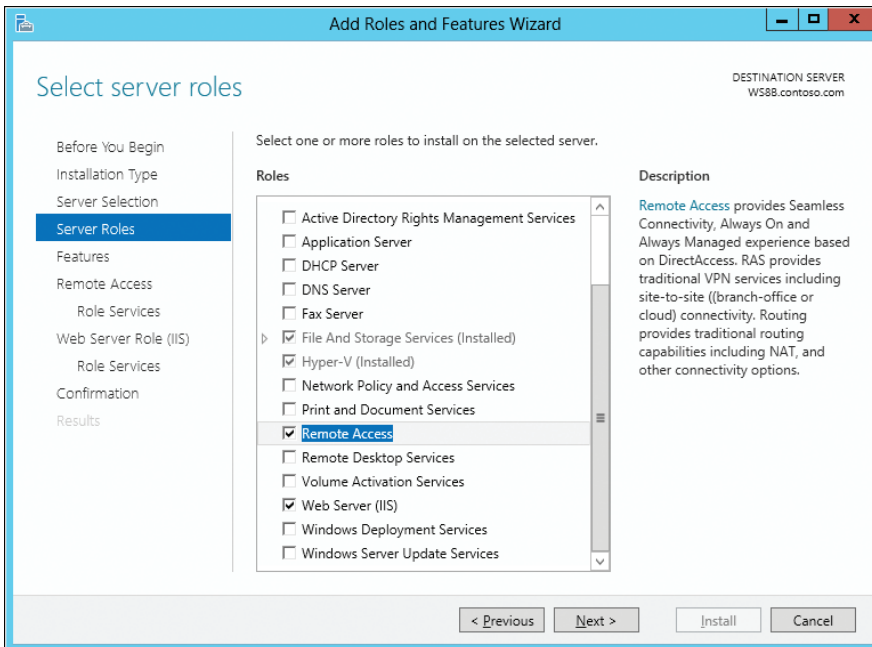 Add Roles and Features Wizard
Select server roles
DESTINATION SERVER
WS8B.contoso.com
Before You Begin
Installation Type
Server Selection
Server Roles
Features
Remote Access
Role Services
Web Server Role (IIS)
Role Services
Confirmation
Results
Select one or more roles to install on the selected server.
Roles
Active Directory Rights Management Services
Application Server
DHCP Server
DNS Server
Fax Server
File And Storage Services (Installed)
Hyper-V (Installed)
Network Policy and Access Services
Print and Document Services
Remote Access
Remote Desktop Services
Volume Activation Services
Web Server (IIS)
Windows Deployment Services
Windows Server Update Services
Description
Remote Access provides Seamless
Connectivity, Always On and
Always Managed experience based
on DirectAccess. RAS provides
traditional VPN services including
site-to-site ((branch-office or
cloud) connectivity. Routing
provides traditional routing
capabilities including NAT, and
other connectivity options.
< Previous
Next >
Install
Cancel